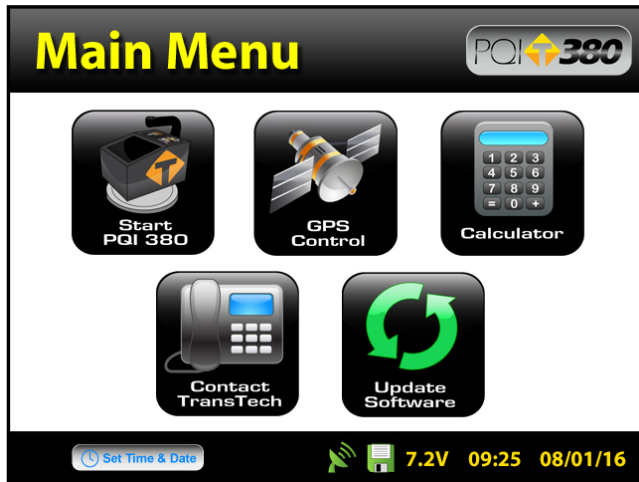 Main Menu
PQI T 380
Start
PQI 380
T
GPS
Control
1 2 3
4 5 6
7 8 9
= 0 +
Calculator
Contact
TransTech
Update
Software
Set Time & Date
7.2V 09:25 08/01/16